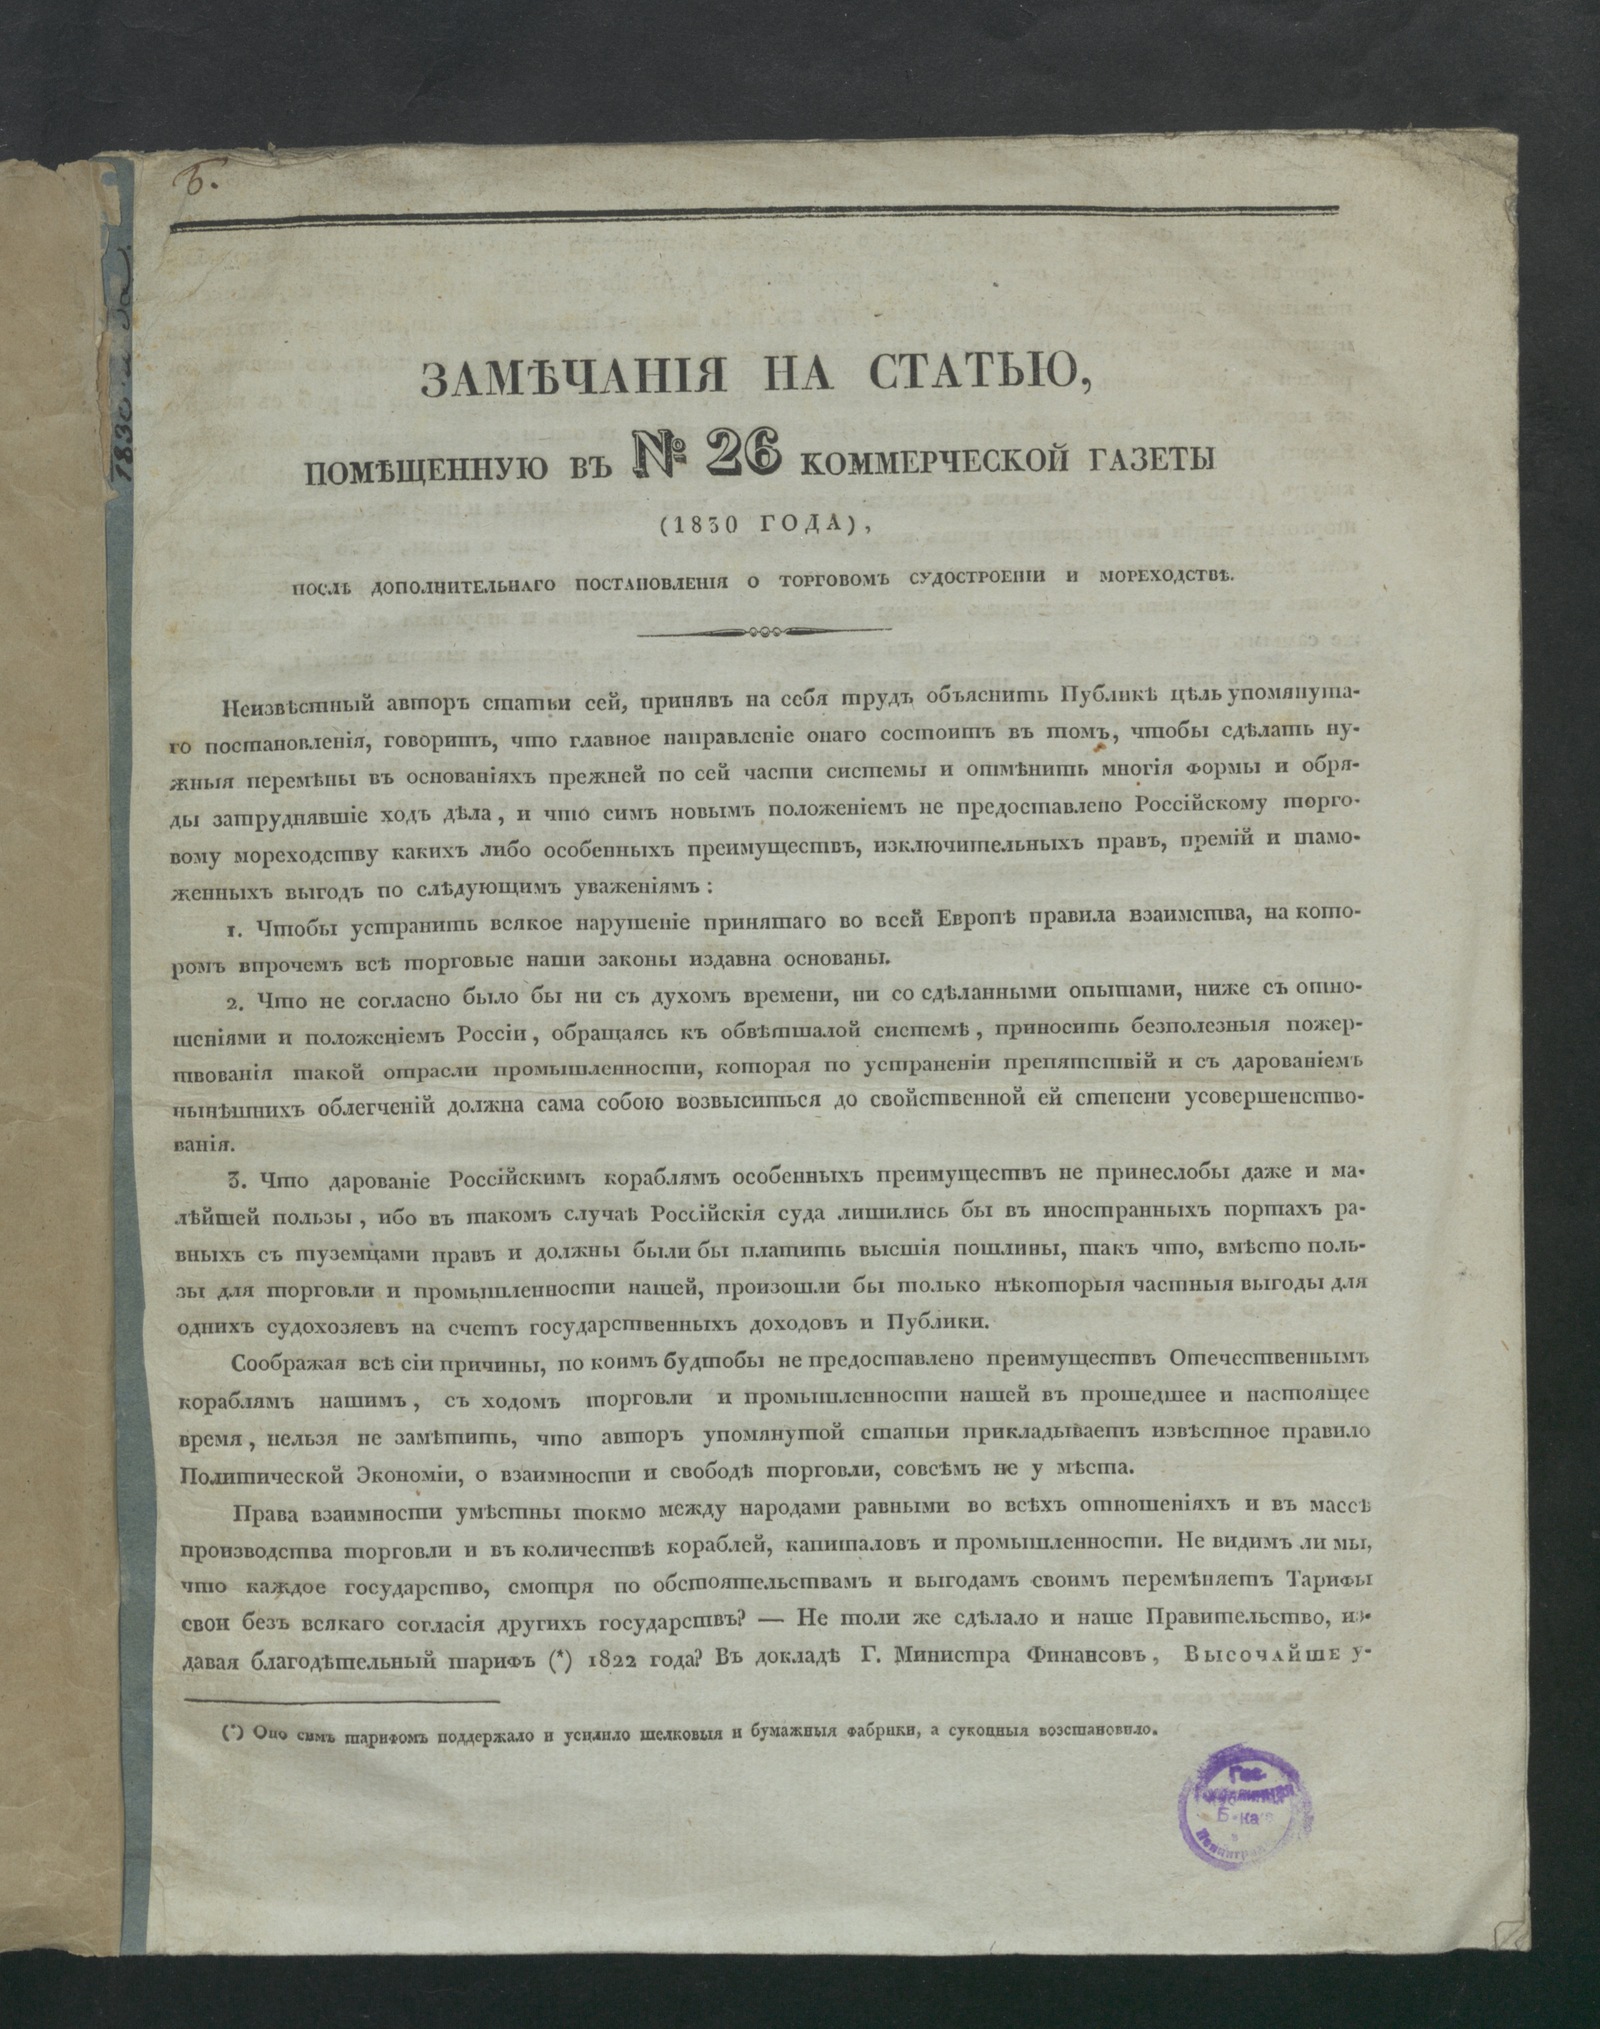 Б.
ЗАМѢЧАНІЯ НА СТАТЬЮ,
ПОМѢЩЕННУЮ ВЪ № 26 КОММЕРЧЕСКОЙ ГАЗЕТЫ
(1830 ГОДА),
ПОСЛѢ ДОПОЛНИТЕЛЬНАГО ПОСТАНОВЛЕНІЯ О ТОРГОВОМЪ СУДОСТРОЕНІИ И МОРЕХОДСТВѢ.
Неизвѣстный авторъ статьи сей, принявъ на себя трудъ объяснить Публикѣ цѣль упомянута-
го постановленія, говоритъ, что главное направленіе онаго состоитъ въ томъ, чтобы сдѣлать ну-
жныя перемѣны въ основаніяхъ прежней по сей части системы и отмѣнить многія формы и обря-
ды затруднявшіе ходъ дѣла, и что симъ новымъ положеніемъ не предоставлено Россійскому торго-
вому мореходству какихъ либо особенныхъ преимуществъ, изключительныхъ правъ, премій и тамо-
женныхъ выгодъ по слѣдующимъ уваженіямъ:
1. Чтобы устранить всякое нарушеніе принятаго во всей Европѣ правила взаимства, на кото-
ромъ впрочемъ всѣ торговые наши законы издавна основаны.
2. Что не согласно было бы ни съ духомъ времени, ни со сдѣланными опытами, ниже съ отно-
шеніями и положеніемъ Россіи, обращаясь къ обвѣтшалой системѣ, приносить безполезныя пожер-
твованія такой отрасли промышленности, которая по устраненіи препятствій и съ дарованіемъ
нынѣшнихъ облегченій должна сама собою возвыситься до свойственной ей степени усовершенство-
ванія.
3. Что дарованіе Россійскимъ кораблямъ особенныхъ преимуществъ не принеслобы даже и ма-
лѣйшей пользы, ибо въ такомъ случаѣ Россійскія суда лишились бы въ иностранныхъ портахъ ра-
вныхъ съ туземцами правъ и должны были бы платить высшія пошлины, такъ что, вмѣсто поль-
зы для торговли и промышленности нашей, произошли бы только нѣкоторыя частныя выгоды для
однихъ судохозяевъ на счетъ государственныхъ доходовъ и Публики.
Соображая всѣ сіи причины, по коимъ будтобы не предоставлено преимуществъ Отечественнымъ
кораблямъ нашимъ, съ ходомъ торговли и промышленности нашей въ прошедшее и настоящее
время, нельзя не замѣтить, что авторъ упомянутой статьи прикладываетъ извѣстное правило
Политической Экономіи, о взаимности и свободѣ торговли, совсѣмъ не у мѣста.
Права взаимности умѣстны токмо между народами равными во всѣхъ отношеніяхъ и въ массѣ
производства торговли и въ количествѣ кораблей, капиталовъ и промышленности. Не видимъ ли мы,
что каждое государство, смотря по обстоятельствамъ и выгодамъ своимъ перемѣняетъ Тарифы
свои безъ всякаго согласія другихъ государствъ? — Не толи же сдѣлало и наше Правительство, из-
давая благодѣтельный тарифъ (*) 1822 года? Въ докладѣ Г. Министра Финансовъ, ВЫСОЧАЙШЕ у-
(*) Оно симъ тарифомъ поддержало и усилило шелковыя и бумажныя фабрики, а суконныя возстановило.
Гос.
Публичная
Б-ка